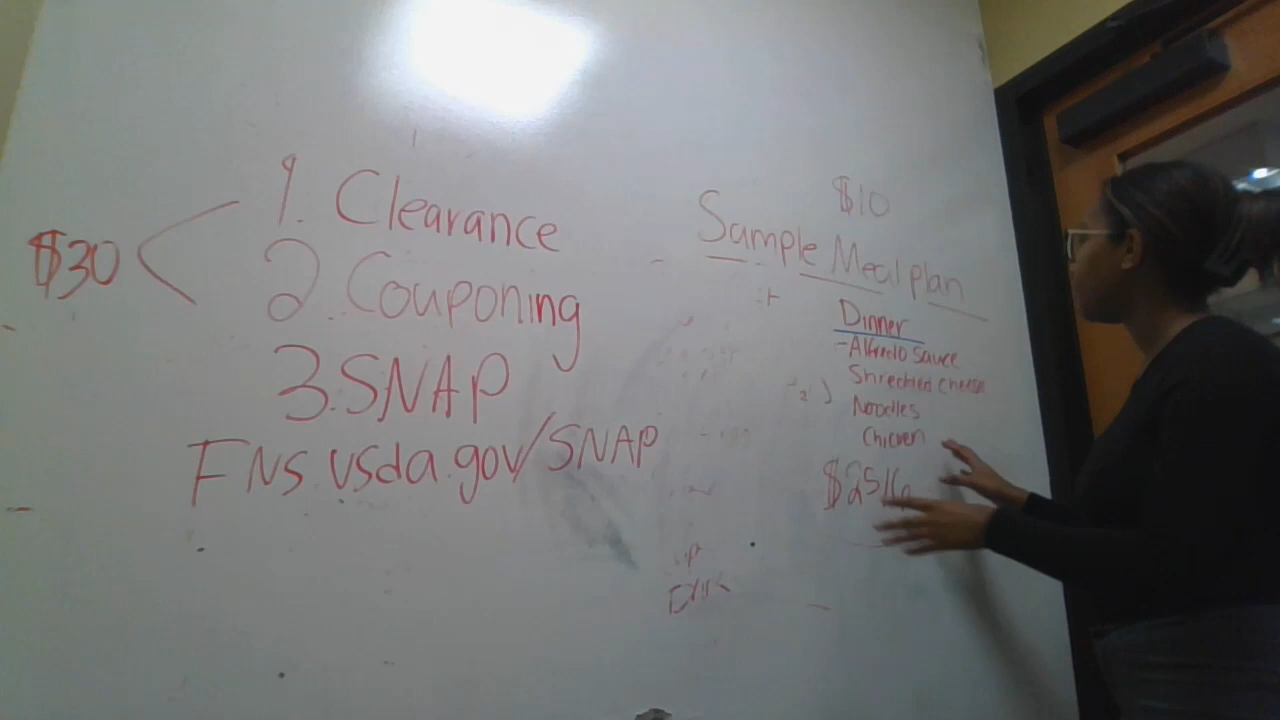 $30
1. Clearance
2. Couponing
3. SNAP
FNS.usda.gov/SNAP
$10
Sample Meal plan
Dinner
-Alfredo sauce
Shredded cheese
Noodles
Chicken